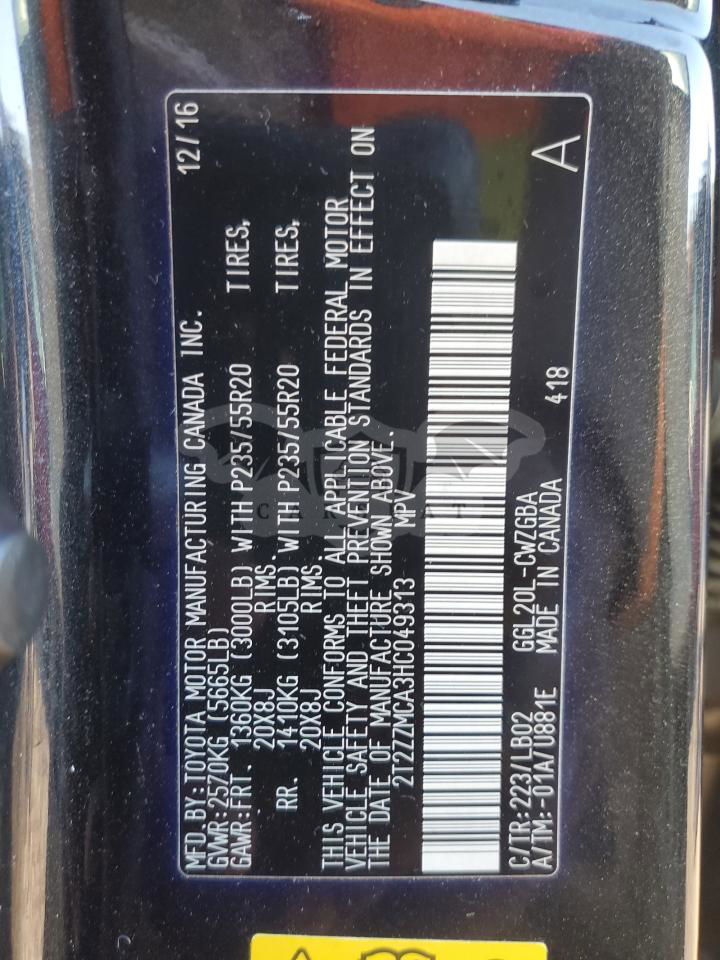 MFD.BY:TOYOTA MOTOR MANUFACTURING CANADA INC. 12/16
GVWR:2570KG (5665LB)
GAWR:FRT. 1360KG (3000LB) WITH P235/55R20 TIRES,
20X8J RIMS.
RR. 1410KG (3105LB) WITH P235/55R20 TIRES,
20X8J RIMS.
THIS VEHICLE CONFORMS TO ALL APPLICABLE FEDERAL MOTOR
VEHICLE SAFETY AND THEFT PREVENTION STANDARDS IN EFFECT ON
THE DATE OF MANUFACTURE SHOWN ABOVE.
2T2ZZMCA3HC049313 MPV
C/TR:223/LB02 GGL20L-CWZGBA 418 A
A/TM:-01A/U881E MADE IN CANADA